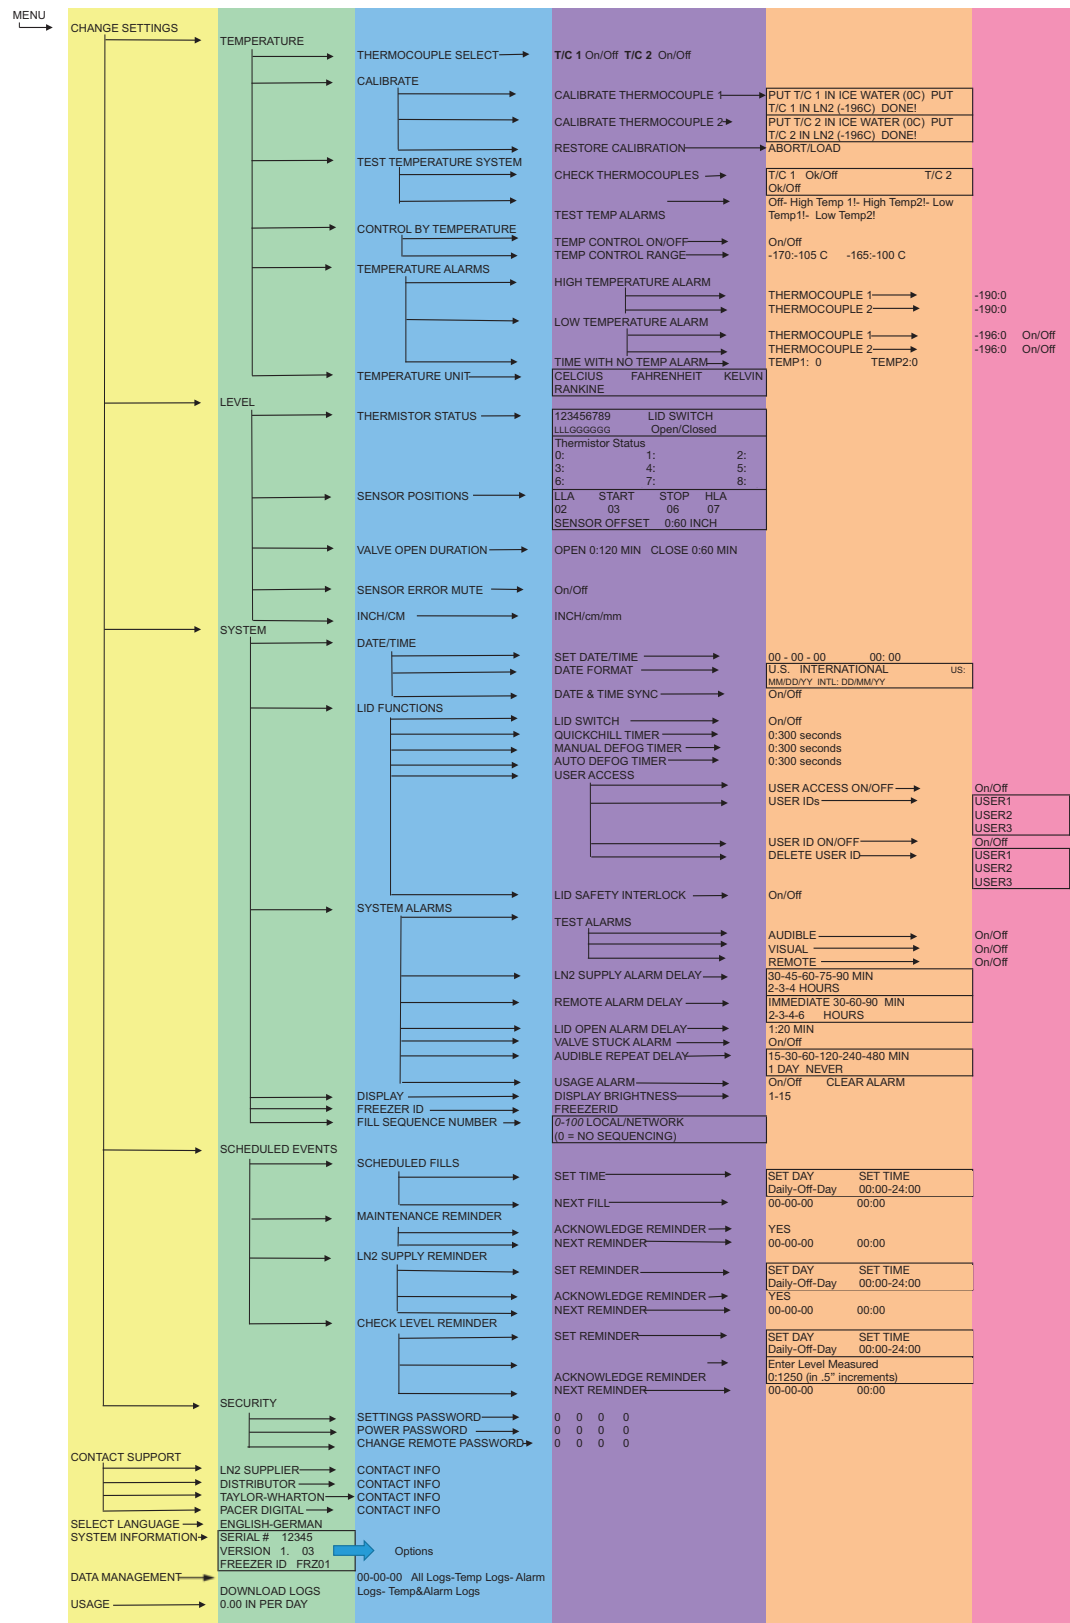 MENU
CHANGE SETTINGS
TEMPERATURE
THERMOCOUPLE SELECT
T/C 1 On/Off T/C 2 On/Off
CALIBRATE
CALIBRATE THERMOCOUPLE 1
PUT T/C 1 IN ICE WATER (0C) PUT
T/C 1 IN LN2 (-196C) DONE!
CALIBRATE THERMOCOUPLE 2
PUT T/C 2 IN ICE WATER (0C) PUT
T/C 2 IN LN2 (-196C) DONE!
RESTORE CALIBRATION
ABORT/LOAD
TEST TEMPERATURE SYSTEM
CHECK THERMOCOUPLES
T/C 1 Ok/Off T/C 2
Ok/Off
TEST TEMP ALARMS
Off- High Temp 1!- High Temp2!- Low
Temp1!- Low Temp2!
CONTROL BY TEMPERATURE
TEMP CONTROL ON/OFF
On/Off
TEMP CONTROL RANGE
-170:-105 C -165:-100 C
TEMPERATURE ALARMS
HIGH TEMPERATURE ALARM
THERMOCOUPLE 1
-190:0
THERMOCOUPLE 2
-190:0
LOW TEMPERATURE ALARM
THERMOCOUPLE 1
-196:0 On/Off
THERMOCOUPLE 2
-196:0 On/Off
TIME WITH NO TEMP ALARM
TEMP1: 0 TEMP2:0
TEMPERATURE UNIT
CELCIUS FAHRENHEIT KELVIN
RANKINE
LEVEL
THERMISTOR STATUS
123456789 LID SWITCH
LLLGGGGGG Open/Closed
Thermistor Status
0: 1: 2:
3: 4: 5:
6: 7: 8:
SENSOR POSITIONS
LLA START STOP HLA
02 03 06 07
SENSOR OFFSET 0:60 INCH
VALVE OPEN DURATION
OPEN 0:120 MIN CLOSE 0:60 MIN
SENSOR ERROR MUTE
On/Off
INCH/CM
INCH/cm/mm
SYSTEM
DATE/TIME
SET DATE/TIME
00 - 00 - 00 00: 00
DATE FORMAT
U.S. INTERNATIONAL US:
MM/DD/YY INTL: DD/MM/YY
DATE & TIME SYNC
On/Off
LID FUNCTIONS
LID SWITCH
On/Off
QUICKCHILL TIMER
0:300 seconds
MANUAL DEFOG TIMER
0:300 seconds
AUTO DEFOG TIMER
0:300 seconds
USER ACCESS
USER ACCESS ON/OFF
On/Off
USER IDs
USER1
USER2
USER3
USER ID ON/OFF
On/Off
DELETE USER ID
USER1
USER2
USER3
LID SAFETY INTERLOCK
On/Off
SYSTEM ALARMS
TEST ALARMS
AUDIBLE
On/Off
VISUAL
On/Off
REMOTE
On/Off
LN2 SUPPLY ALARM DELAY
30-45-60-75-90 MIN
2-3-4 HOURS
REMOTE ALARM DELAY
IMMEDIATE 30-60-90 MIN
2-3-4-6 HOURS
LID OPEN ALARM DELAY
1:20 MIN
VALVE STUCK ALARM
On/Off
AUDIBLE REPEAT DELAY
15-30-60-120-240-480 MIN
1 DAY NEVER
USAGE ALARM
On/Off CLEAR ALARM
DISPLAY
DISPLAY BRIGHTNESS
1-15
FREEZER ID
FREEZERID
FILL SEQUENCE NUMBER
0-100 LOCAL/NETWORK
(0 = NO SEQUENCING)
SCHEDULED EVENTS
SCHEDULED FILLS
SET TIME
SET DAY SET TIME
Daily-Off-Day 00:00-24:00
NEXT FILL
00-00-00 00:00
MAINTENANCE REMINDER
ACKNOWLEDGE REMINDER
YES
NEXT REMINDER
00-00-00 00:00
LN2 SUPPLY REMINDER
SET REMINDER
SET DAY SET TIME
Daily-Off-Day 00:00-24:00
ACKNOWLEDGE REMINDER
YES
NEXT REMINDER
00-00-00 00:00
CHECK LEVEL REMINDER
SET REMINDER
SET DAY SET TIME
Daily-Off-Day 00:00-24:00
ACKNOWLEDGE REMINDER
Enter Level Measured
0:1250 (in .5" increments)
NEXT REMINDER
00-00-00 00:00
SECURITY
SETTINGS PASSWORD
0 0 0 0
POWER PASSWORD
0 0 0 0
CHANGE REMOTE PASSWORD
0 0 0 0
CONTACT SUPPORT
LN2 SUPPLIER
CONTACT INFO
DISTRIBUTOR
CONTACT INFO
TAYLOR-WHARTON
CONTACT INFO
PACER DIGITAL
CONTACT INFO
SELECT LANGUAGE
ENGLISH-GERMAN
SYSTEM INFORMATION
SERIAL # 12345
VERSION 1. 03
FREEZER ID FRZ01
Options
DATA MANAGEMENT
DOWNLOAD LOGS
00-00-00 All Logs-Temp Logs- Alarm
Logs- Temp&Alarm Logs
USAGE
0.00 IN PER DAY